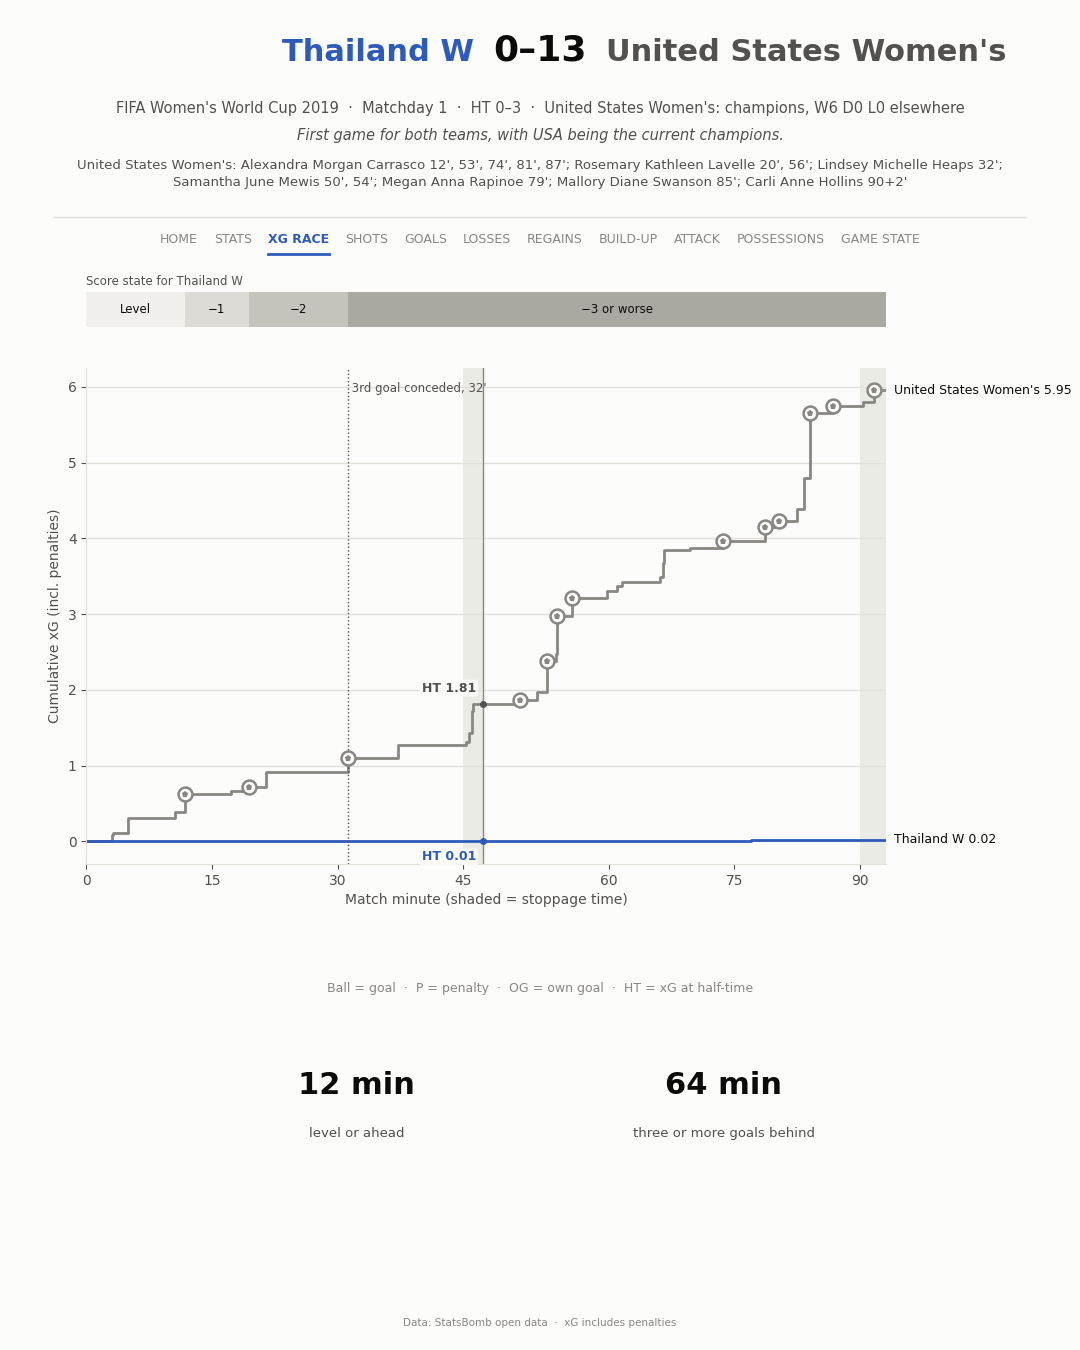 Thailand W 0–13 United States Women's
FIFA Women's World Cup 2019 · Matchday 1 · HT 0–3 · United States Women's: champions, W6 D0 L0 elsewhere
First game for both teams, with USA being the current champions.
United States Women's: Alexandra Morgan Carrasco 12', 53', 74', 81', 87'; Rosemary Kathleen Lavelle 20', 56'; Lindsey Michelle Heaps 32';
Samantha June Mewis 50', 54'; Megan Anna Rapinoe 79'; Mallory Diane Swanson 85'; Carli Anne Hollins 90+2'
HOME STATS XG RACE SHOTS GOALS LOSSES REGAINS BUILD-UP ATTACK POSSESSIONS GAME STATE
Score state for Thailand W
Level −1 −2 −3 or worse
3rd goal conceded, 32'
United States Women's 5.95
6
5
4
3
2
1
0
Cumulative xG (incl. penalties)
HT 1.81
HT 0.01
Thailand W 0.02
0 15 30 45 60 75 90
Match minute (shaded = stoppage time)
Ball = goal · P = penalty · OG = own goal · HT = xG at half-time
12 min 64 min
level or ahead three or more goals behind
Data: StatsBomb open data · xG includes penalties